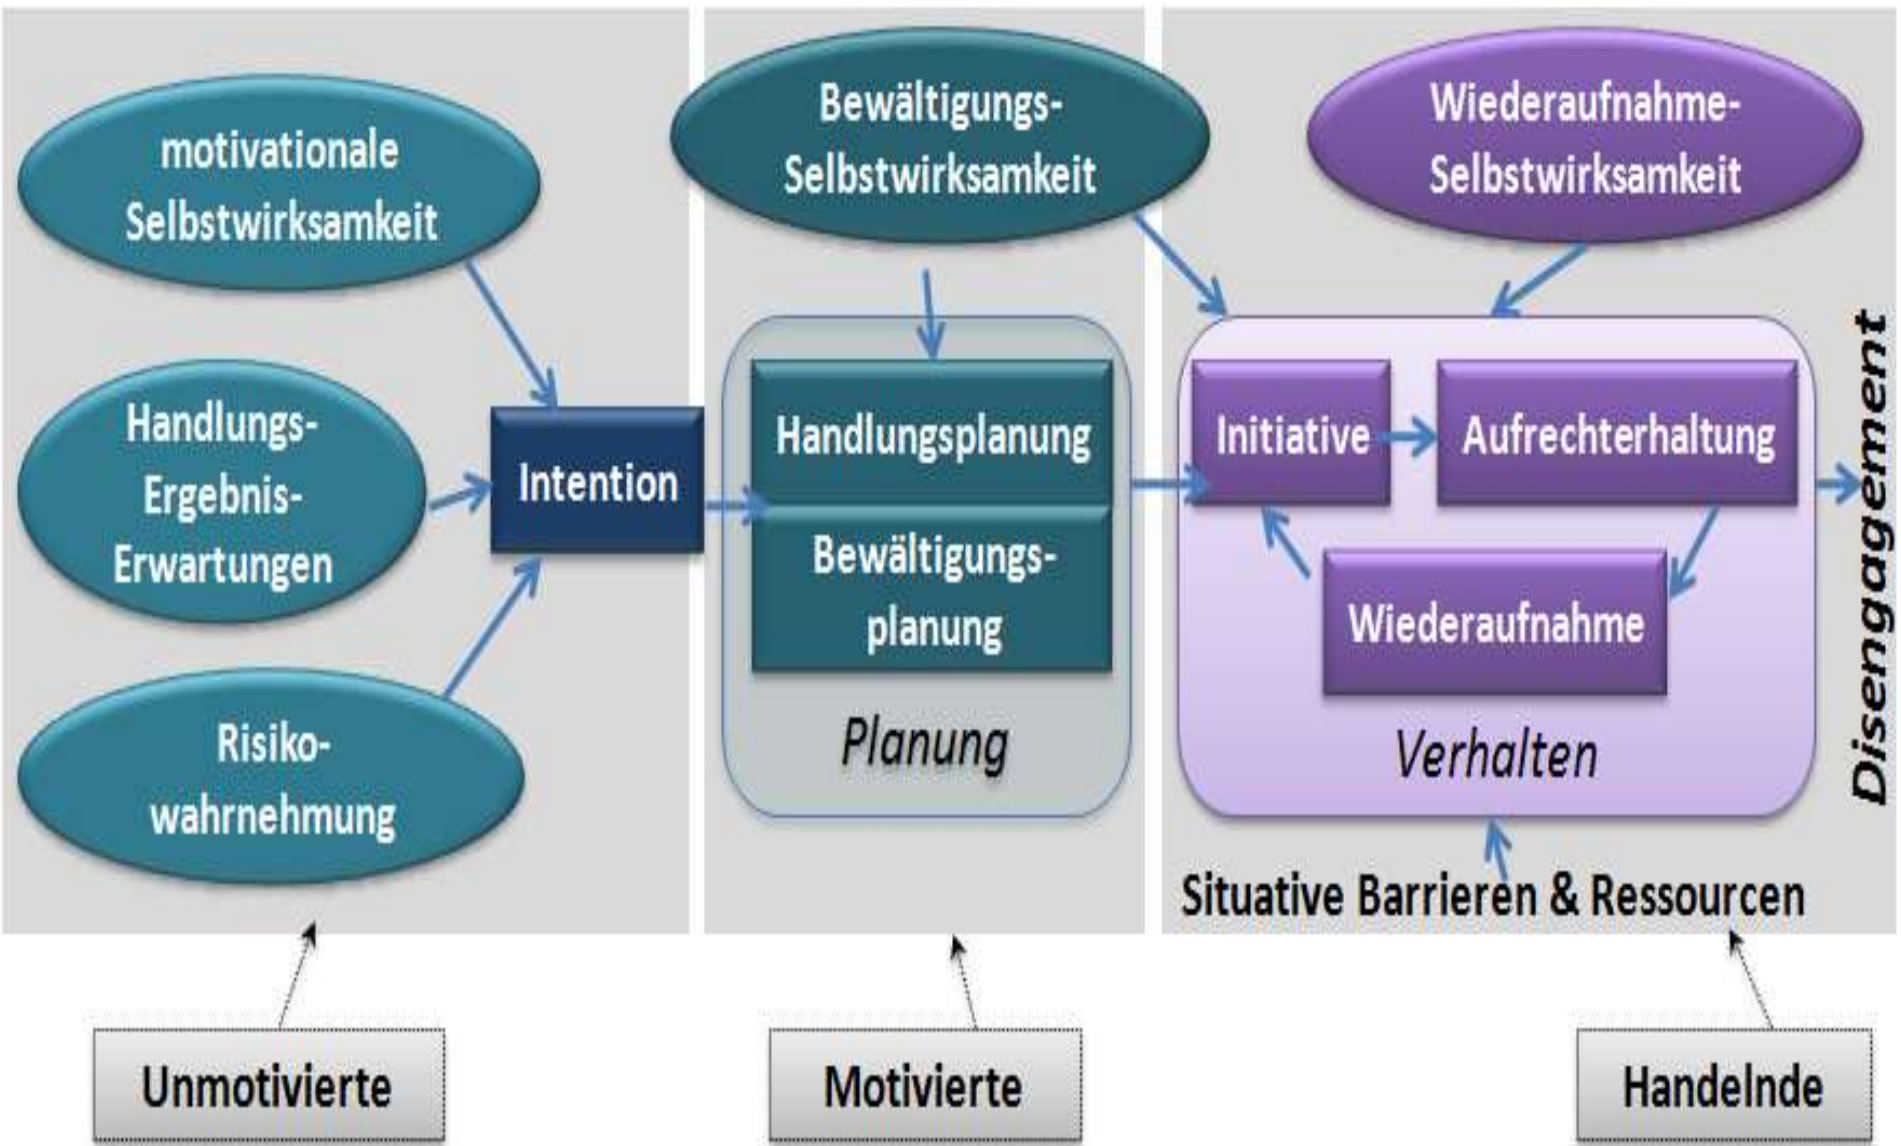 motivationale
Selbstwirksamkeit
Handlungs-
Ergebnis-
Erwartungen
Risiko-
wahrnehmung
Intention
Bewältigungs-
Selbstwirksamkeit
Handlungsplanung
Bewältigungs-
planung
Planung
Wiederaufnahme-
Selbstwirksamkeit
Initiative
Aufrechterhaltung
Wiederaufnahme
Verhalten
Disengagement
Situative Barrieren & Ressourcen
Unmotivierte
Motivierte
Handelnde